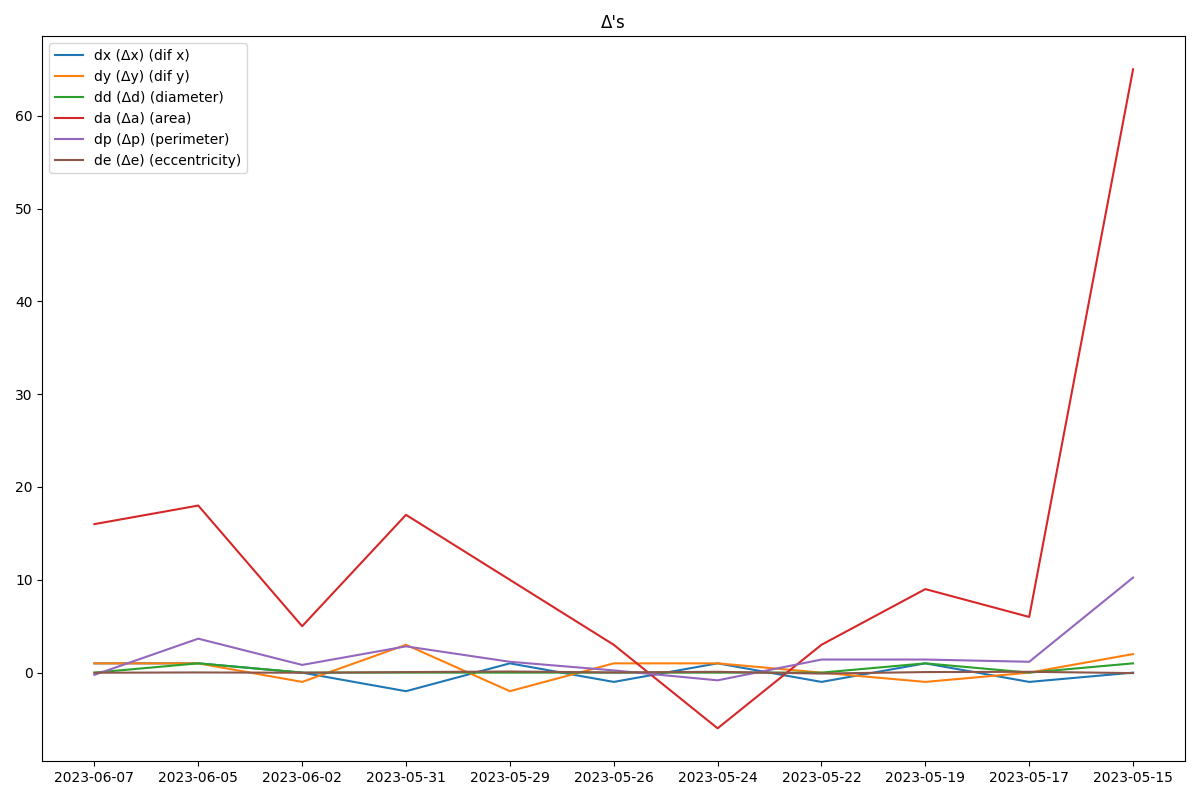 Δ's
dx (Δx) (dif x)
dy (Δy) (dif y)
dd (Δd) (diameter)
da (Δa) (area)
dp (Δp) (perimeter)
de (Δe) (eccentricity)
60
50
40
30
20
10
0
2023-06-07 2023-06-05 2023-06-02 2023-05-31 2023-05-29 2023-05-26 2023-05-24 2023-05-22 2023-05-19 2023-05-17 2023-05-15